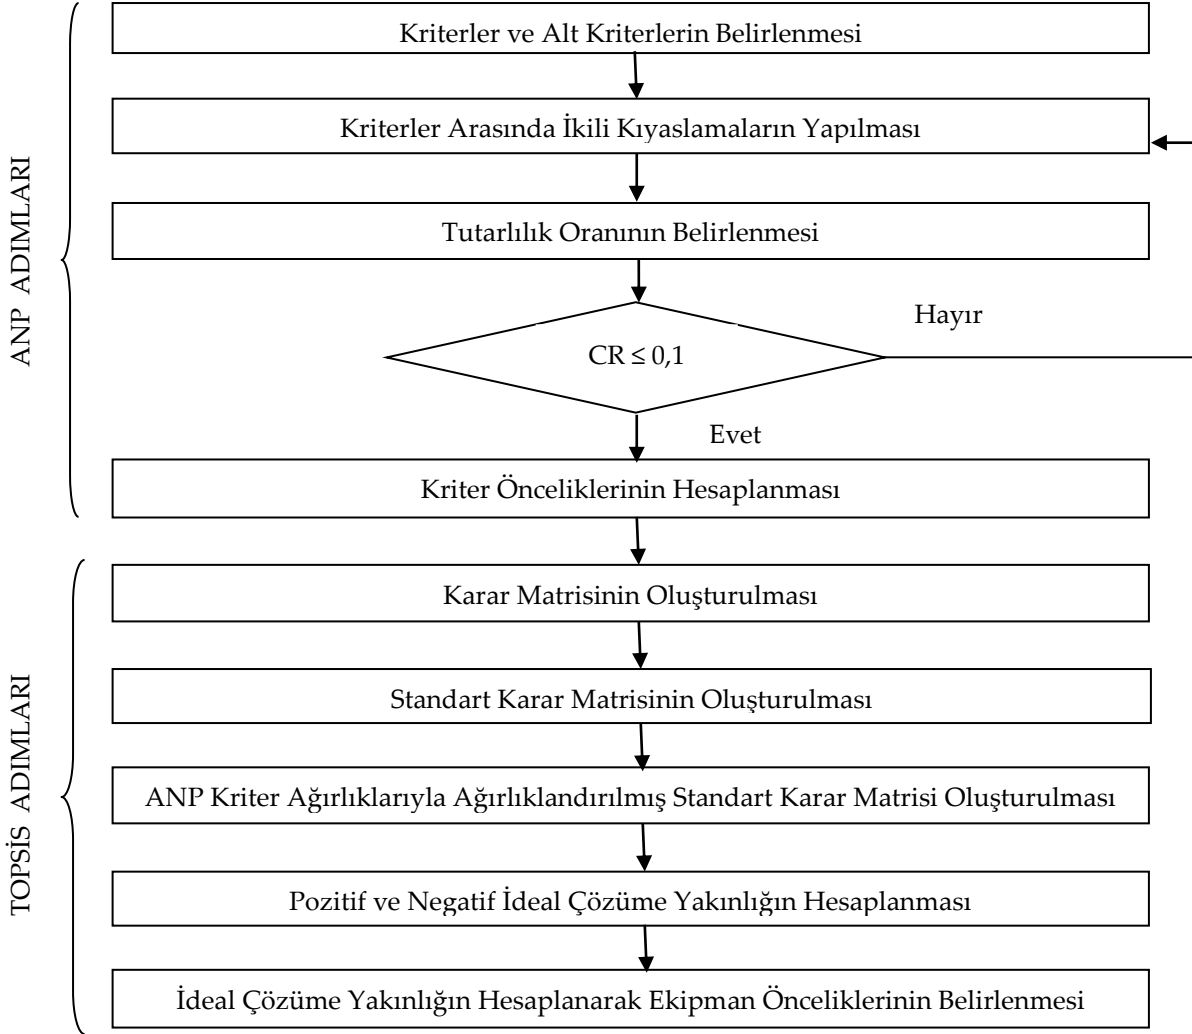 Kriterler ve Alt Kriterlerin Belirlenmesi
Kriterler Arasında İkili Kıyaslamaların Yapılması
ANP ADIMLARI
Tutarlılık Oranının Belirlenmesi
Hayır
CR ≤ 0,1
Evet
Kriter Önceliklerinin Hesaplanması
Karar Matrisinin Oluşturulması
Standart Karar Matrisinin Oluşturulması
TOPSİS ADIMLARI
ANP Kriter Ağırlıklarıyla Ağırlıklandırılmış Standart Karar Matrisi Oluşturulması
Pozitif ve Negatif İdeal Çözüme Yakınlığın Hesaplanması
İdeal Çözüme Yakınlığın Hesaplanarak Ekipman Önceliklerinin Belirlenmesi